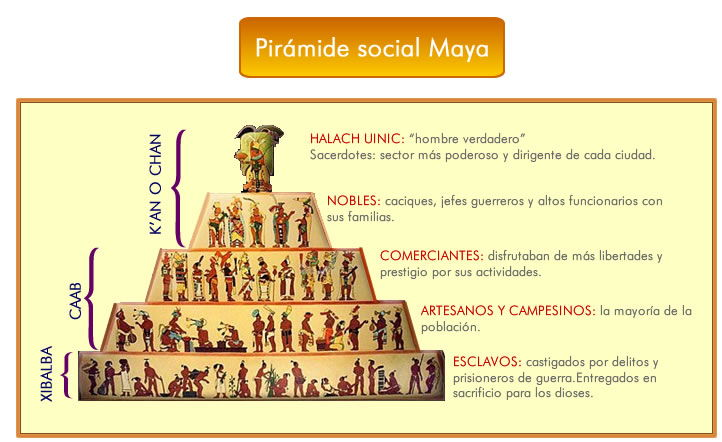 Pirámide social Maya
K'AN O CHAN
HALACH UINIC: “hombre verdadero”
Sacerdotes: sector más poderoso y dirigente de cada ciudad.
NOBLES: caciques, jefes guerreros y altos funcionarios con
sus familias.
CAAB
COMERCIANTES: disfrutaban de más libertades y
prestigio por sus actividades.
ARTESANOS Y CAMPESINOS: la mayoría de la
población.
XIBALBA
ESCLAVOS: castigados por delitos y
prisioneros de guerra.Entregados en
sacrificio para los dioses.